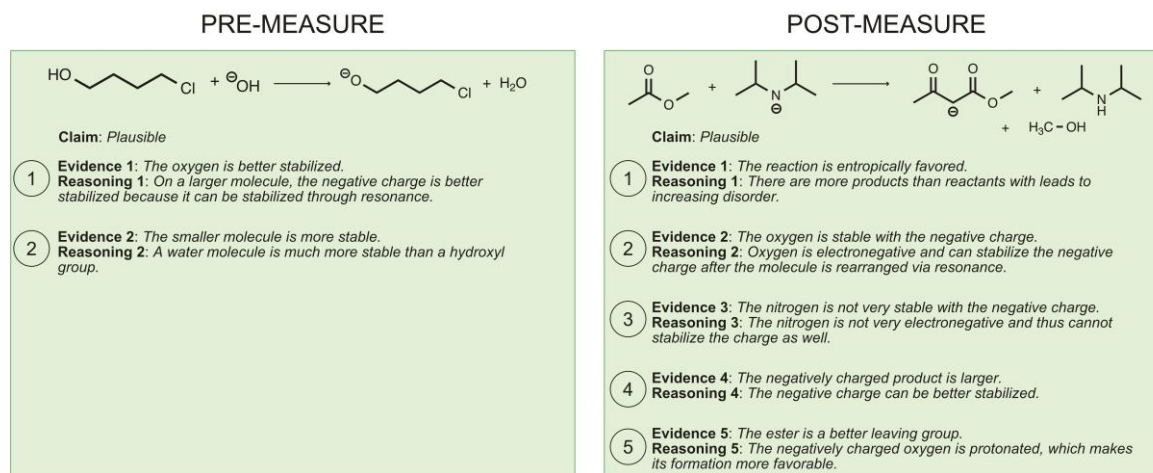 PRE-MEASURE
HO
Cl
+ ⊖OH
⊖O
Cl
+ H₂O
Claim: Plausible
1
Evidence 1: The oxygen is better stabilized.
Reasoning 1: On a larger molecule, the negative charge is better
stabilized because it can be stabilized through resonance.
2
Evidence 2: The smaller molecule is more stable.
Reasoning 2: A water molecule is much more stable than a hydroxyl
group.
POST-MEASURE
O
O
+
N
⊖
O
O
O
⊖
+
N
H
+ H₃C-OH
Claim: Plausible
1
Evidence 1: The reaction is entropically favored.
Reasoning 1: There are more products than reactants with leads to
increasing disorder.
2
Evidence 2: The oxygen is stable with the negative charge.
Reasoning 2: Oxygen is electronegative and can stabilize the negative
charge after the molecule is rearranged via resonance.
3
Evidence 3: The nitrogen is not very stable with the negative charge.
Reasoning 3: The nitrogen is not very electronegative and thus cannot
stabilize the charge as well.
4
Evidence 4: The negatively charged product is larger.
Reasoning 4: The negative charge can be better stabilized.
5
Evidence 5: The ester is a better leaving group.
Reasoning 5: The negatively charged oxygen is protonated, which makes
its formation more favorable.